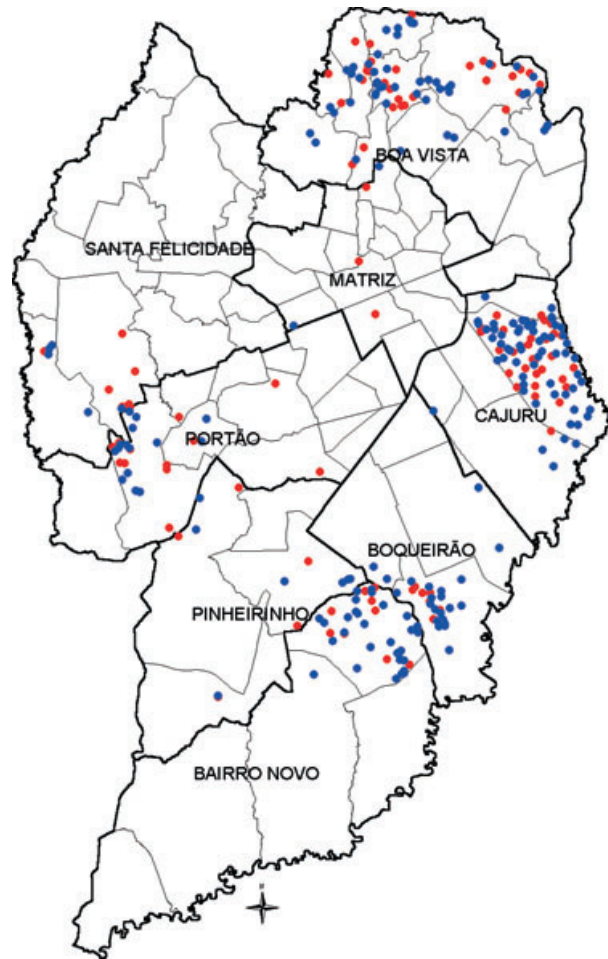 BOA VISTA
SANTA FELICIDADE
MATRIZ
CAJURU
PORTÃO
BOQUEIRÃO
PINHEIRINHO
BAIRRO NOVO